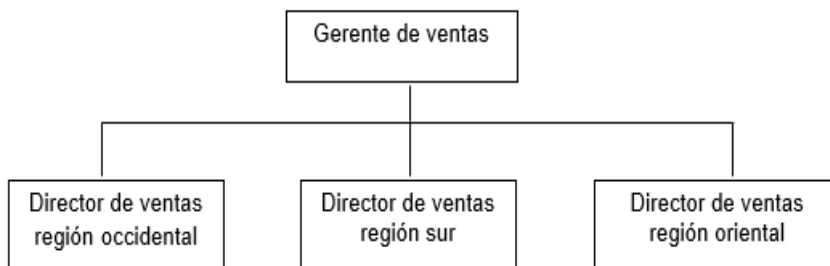 Gerente de ventas
Director de ventas
región occidental
Director de ventas
región sur
Director de ventas
región oriental